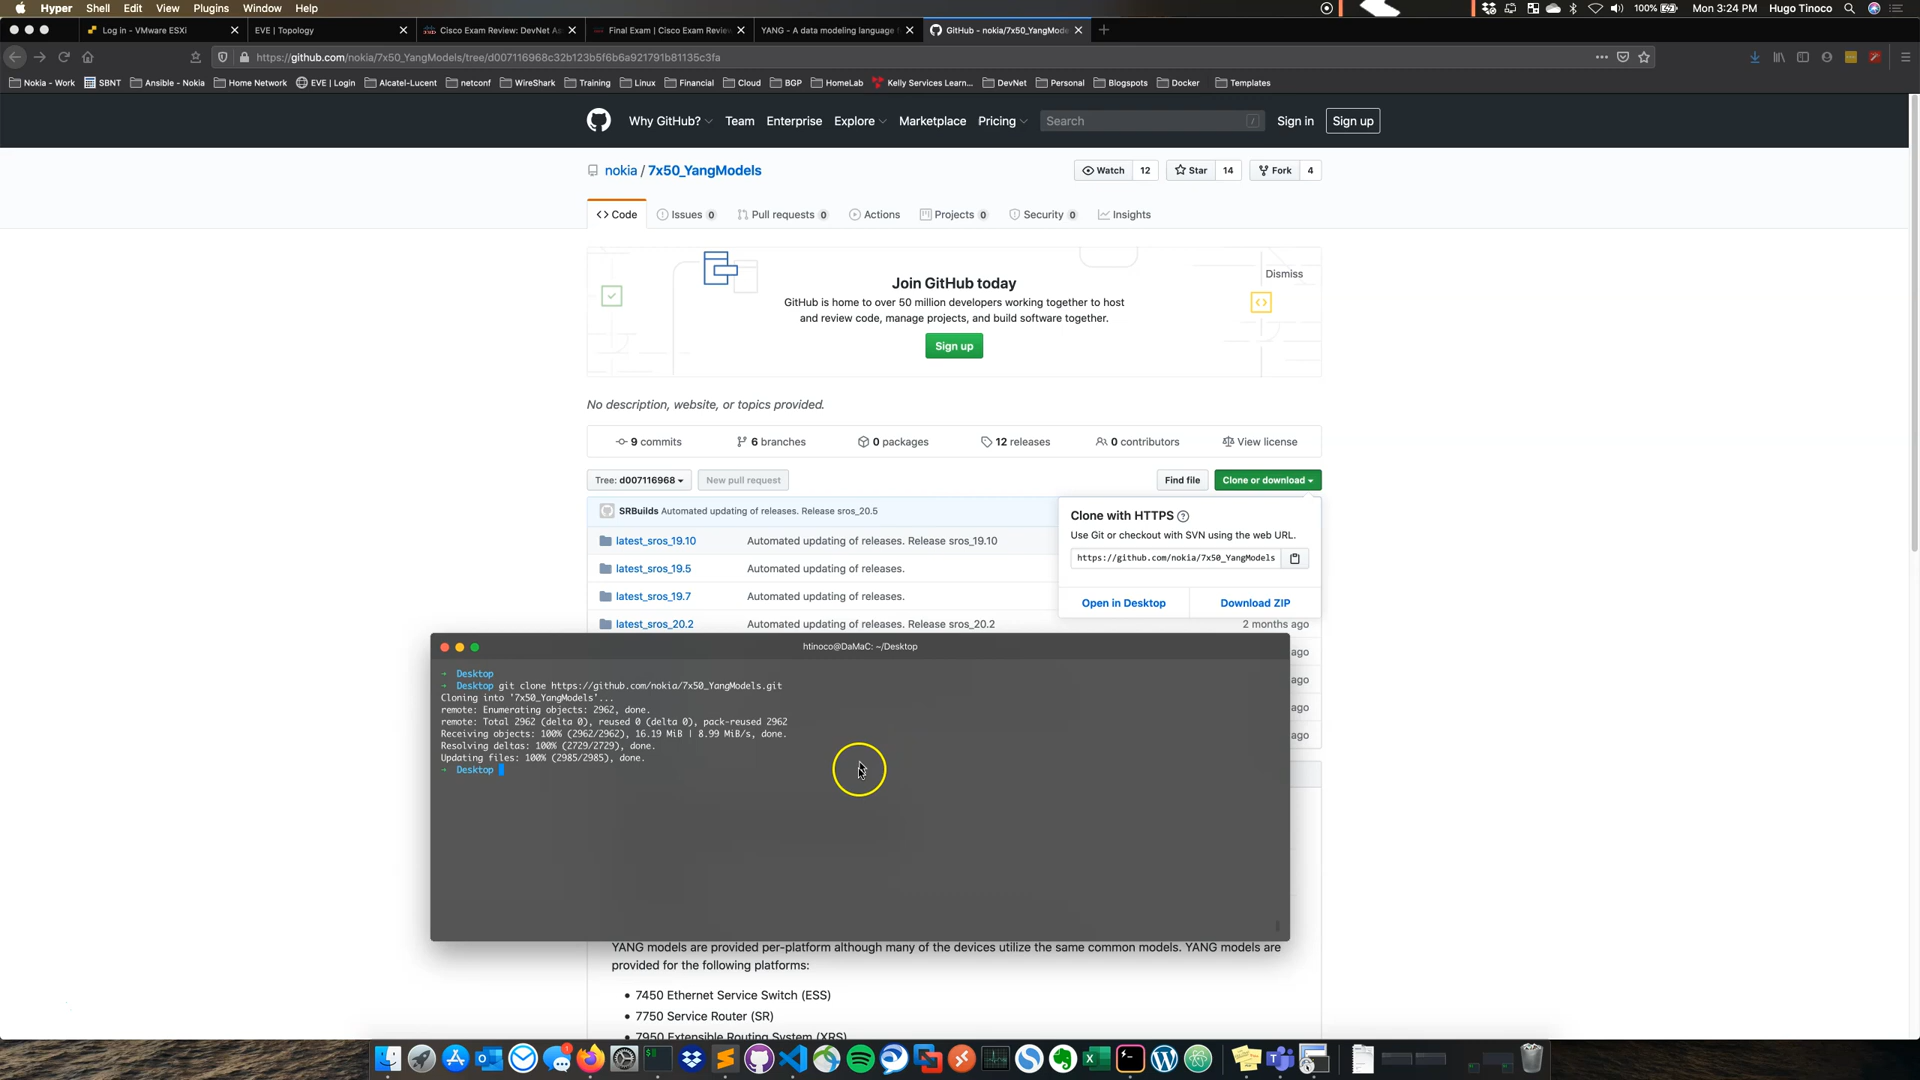 Hyper Shell Edit View Plugins Window Help 100% Mon 3:24 PM Hugo Tinoco
Log in - VMware ESXi
EVE | Topology
Cisco Exam Review: DevNet As
Final Exam | Cisco Exam Review
YANG - A data modeling language
GitHub - nokia/7x50_YangMode
https://github.com/nokia/7x50_YangModels/tree/d007116968c32b123b5f6b6a921791b81135c3fa
Nokia - Work SBNT Ansible - Nokia Home Network EVE | Login Alcatel-Lucent netconf WireShark Training Linux Financial Cloud BGP HomeLab Kelly Services Learn... DevNet Personal Blogspots Docker Templates
Why GitHub? Team Enterprise Explore Marketplace Pricing Search / Sign in Sign up
nokia / 7x50_YangModels
Watch 12 Star 14 Fork 4
Code Issues 0 Pull requests 0 Actions Projects 0 Security 0 Insights
Join GitHub today
Dismiss
GitHub is home to over 50 million developers working together to host
and review code, manage projects, and build software together.
Sign up
No description, website, or topics provided.
9 commits 6 branches 0 packages 12 releases 0 contributors View license
Tree: d007116968 New pull request Find file Clone or download
SRBuilds Automated updating of releases. Release sros_20.5
latest_sros_19.10 Automated updating of releases. Release sros_19.10
latest_sros_19.5 Automated updating of releases.
latest_sros_19.7 Automated updating of releases.
latest_sros_20.2 Automated updating of releases. Release sros_20.2 2 months ago
Clone with HTTPS
Use Git or checkout with SVN using the web URL.
https://github.com/nokia/7x50_YangModels
Open in Desktop Download ZIP
ago
ago
ago
ago
htinoco@DaMaC: ~/Desktop
→ Desktop
→ Desktop git clone https://github.com/nokia/7x50_YangModels.git
Cloning into '7x50_YangModels'...
remote: Enumerating objects: 2962, done.
remote: Total 2962 (delta 0), reused 0 (delta 0), pack-reused 2962
Receiving objects: 100% (2962/2962), 16.19 MiB | 8.99 MiB/s, done.
Resolving deltas: 100% (2729/2729), done.
Updating files: 100% (2985/2985), done.
→ Desktop
YANG models are provided per-platform although many of the devices utilize the same common models. YANG models are
provided for the following platforms:
• 7450 Ethernet Service Switch (ESS)
• 7750 Service Router (SR)
• 7950 Extensible Routing System (XRS)